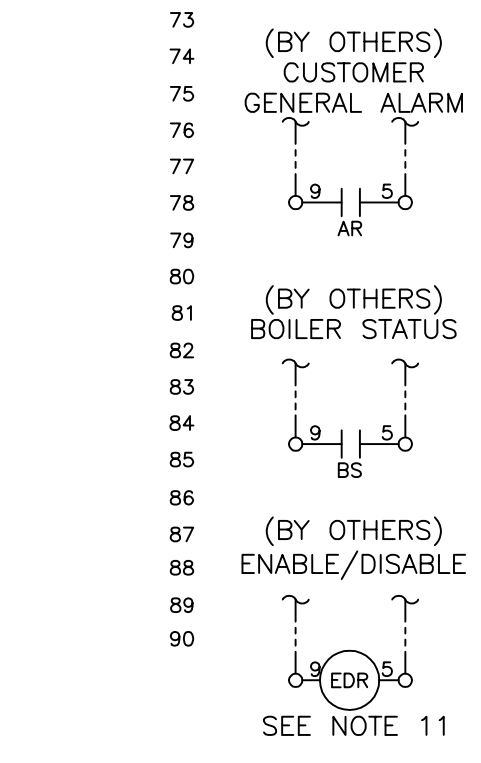 73
74
75
76
77
78
79
80
81
82
83
84
85
86
87
88
89
90
(BY OTHERS)
CUSTOMER
GENERAL ALARM
9 5
AR
(BY OTHERS)
BOILER STATUS
9 5
BS
(BY OTHERS)
ENABLE/DISABLE
9 EDR 5
SEE NOTE 11